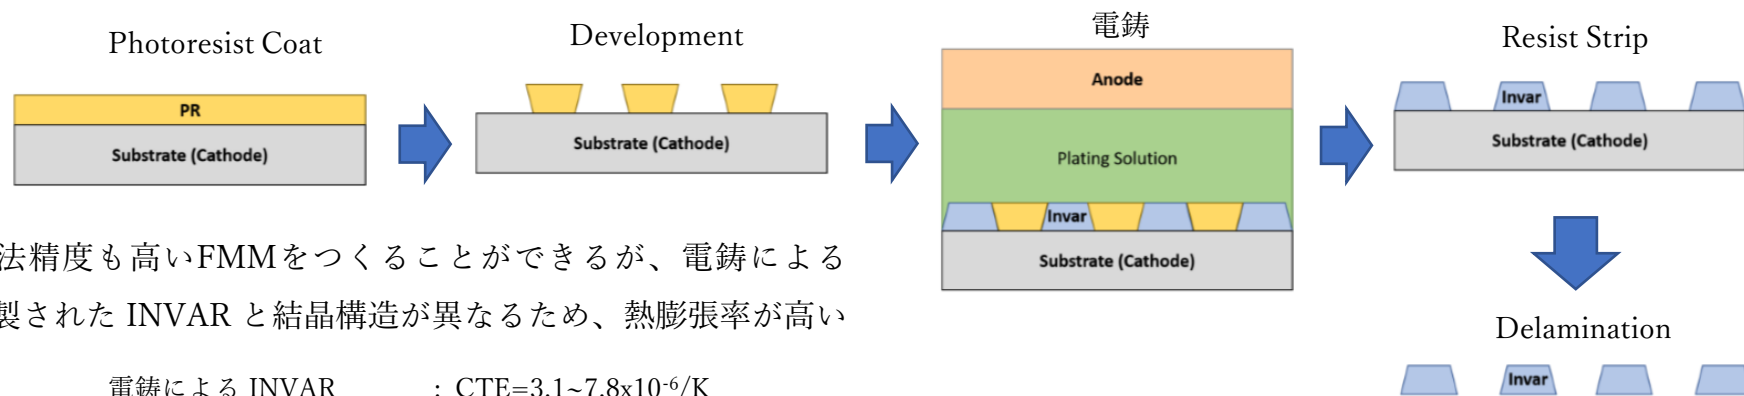 Photoresist Coat
PR
Substrate (Cathode)
Development
Substrate (Cathode)
電鋳
Anode
Plating Solution
Invar
Substrate (Cathode)
Resist Strip
Invar
Substrate (Cathode)
Delamination
Invar
法精度も高いFMMをつくることができるが、電鋳による
製された INVAR と結晶構造が異なるため、熱膨張率が高い
電鋳による INVAR : CTE=3.1~7.8x10-6/K